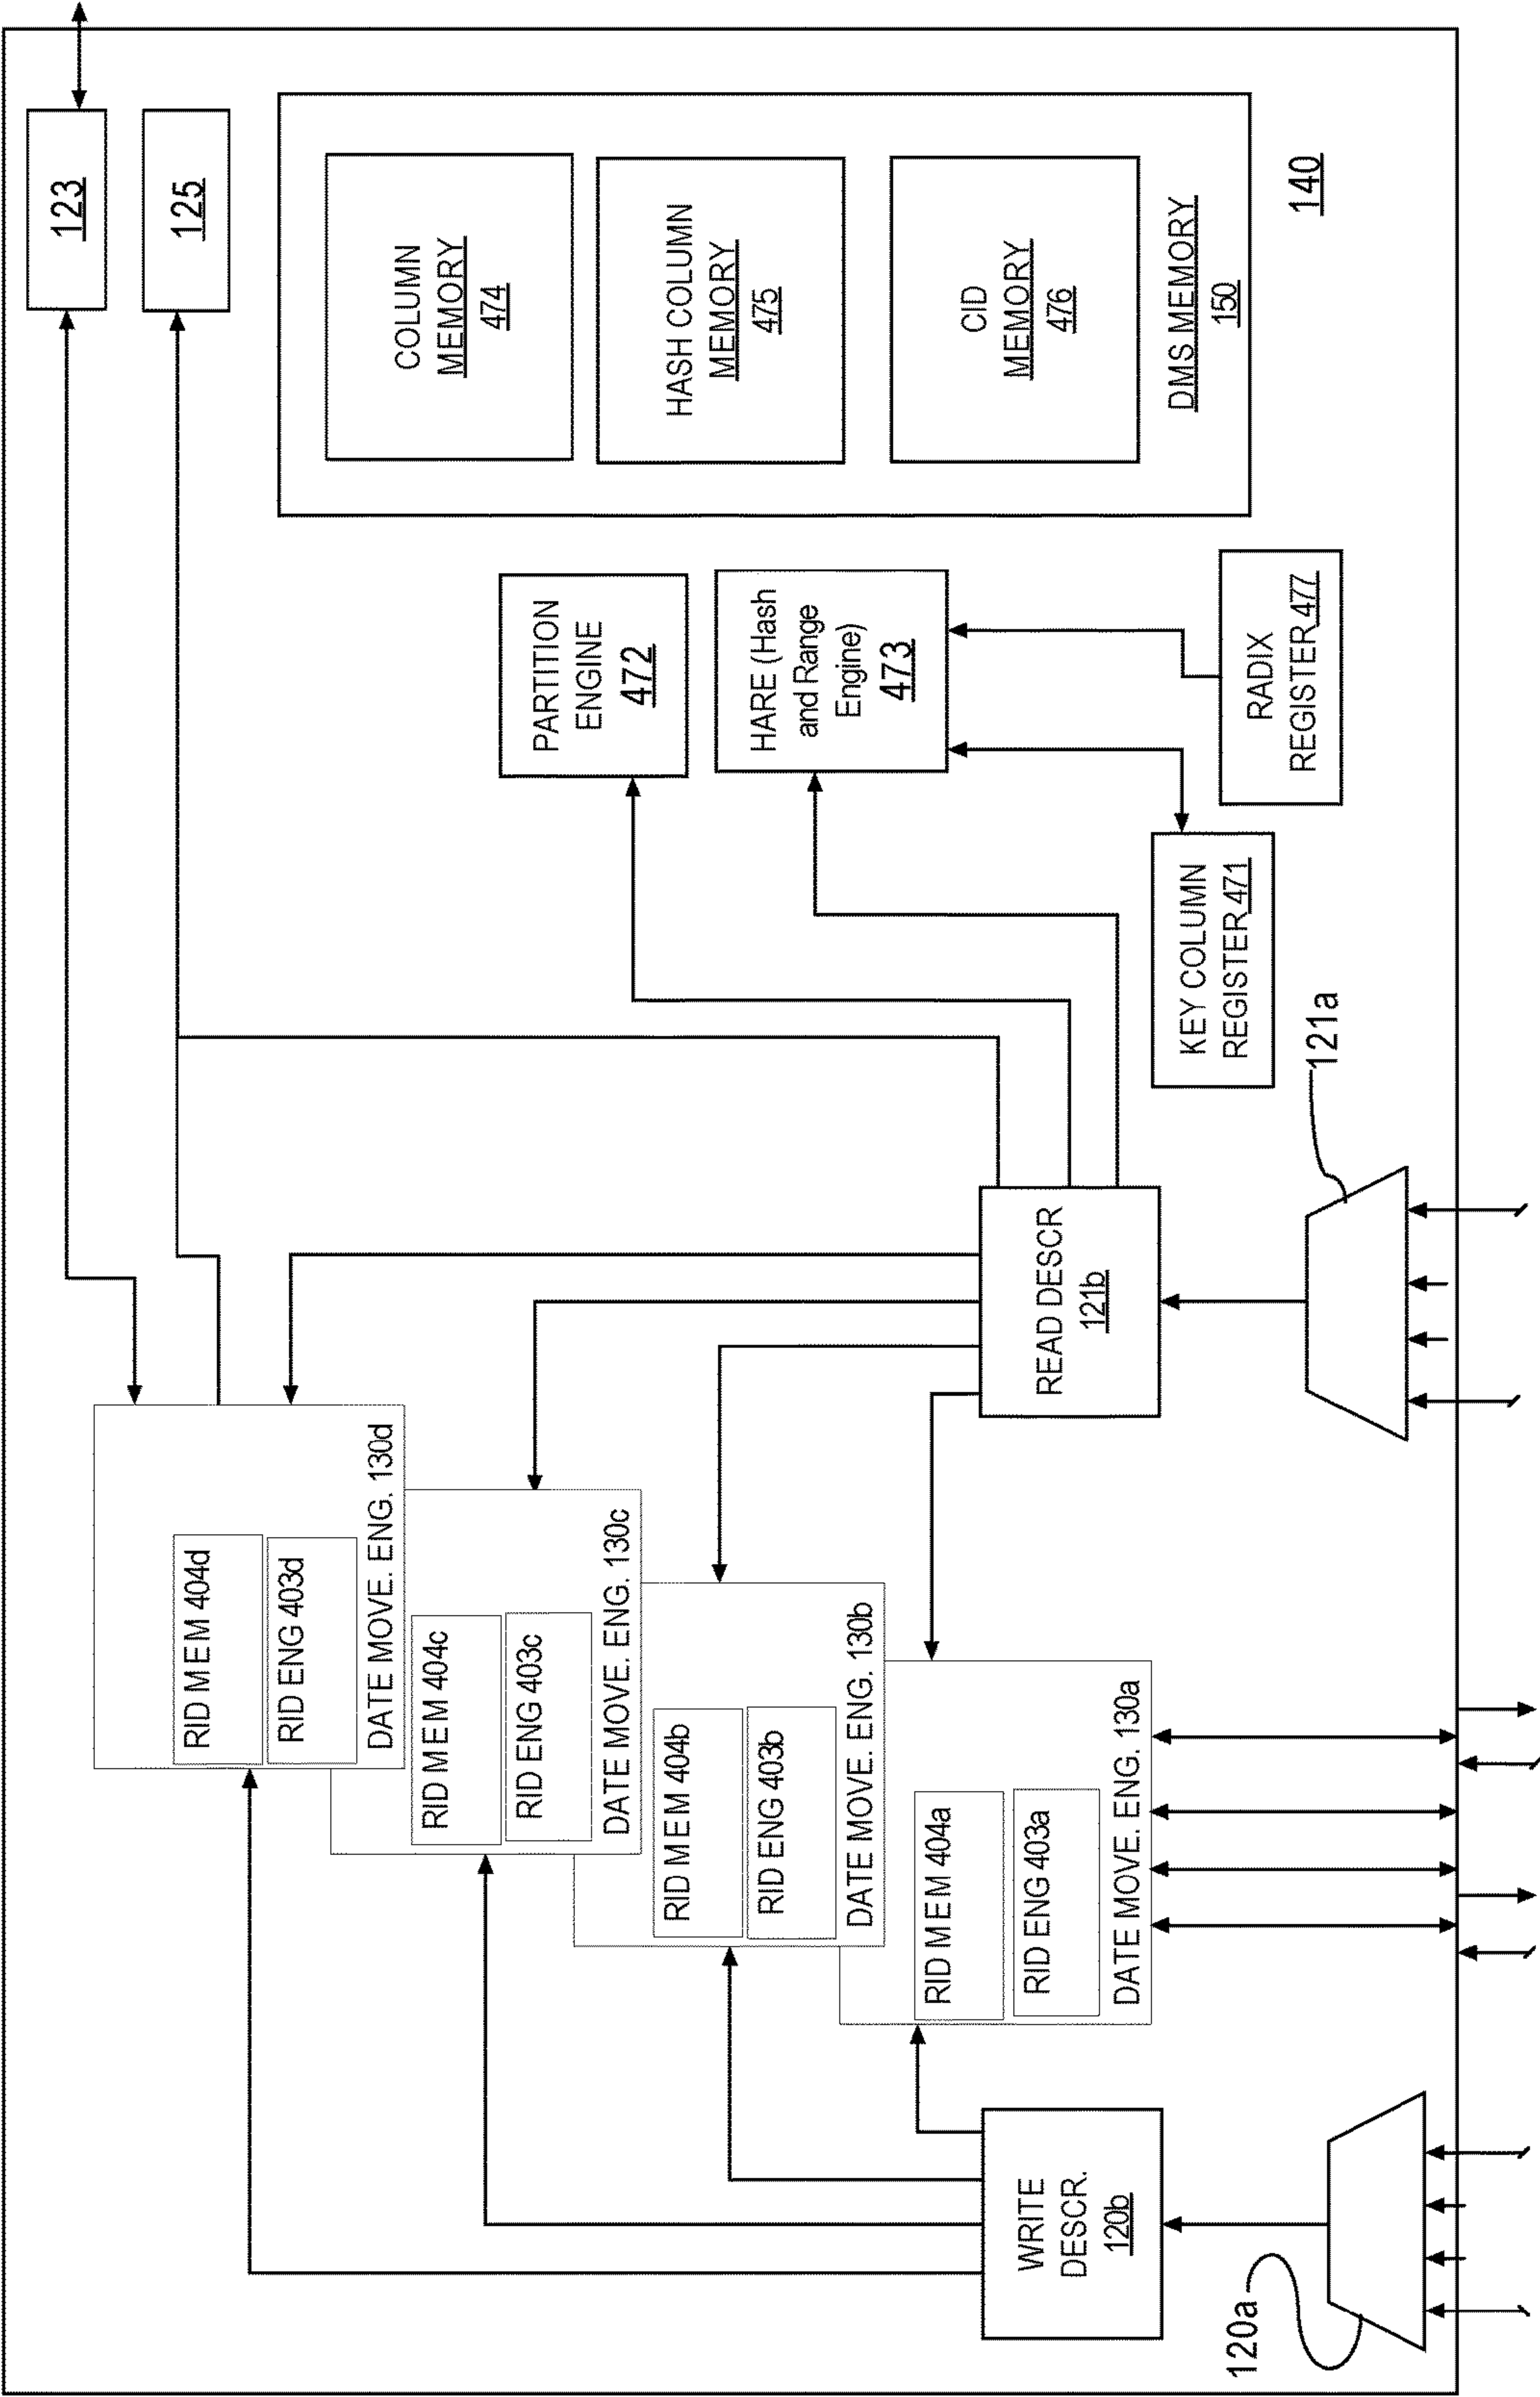 123
125
COLUMN
MEMORY
474
HASH COLUMN
MEMORY
475
CID
MEMORY
476
DMS MEMORY
150
140
PARTITION
ENGINE
472
HARE (Hash
and Range
Engine)
473
RADIX
REGISTER 477
KEY COLUMN
REGISTER 471
121a
READ DESCR
121b
RID MEM 404d
RID ENG 403d
DATE MOVE. ENG. 130d
RID MEM 404c
RID ENG 403c
DATE MOVE. ENG. 130c
RID MEM 404b
RID ENG 403b
DATE MOVE. ENG. 130b
RID MEM 404a
RID ENG 403a
DATE MOVE. ENG. 130a
WRITE
DESCR.
120b
120a